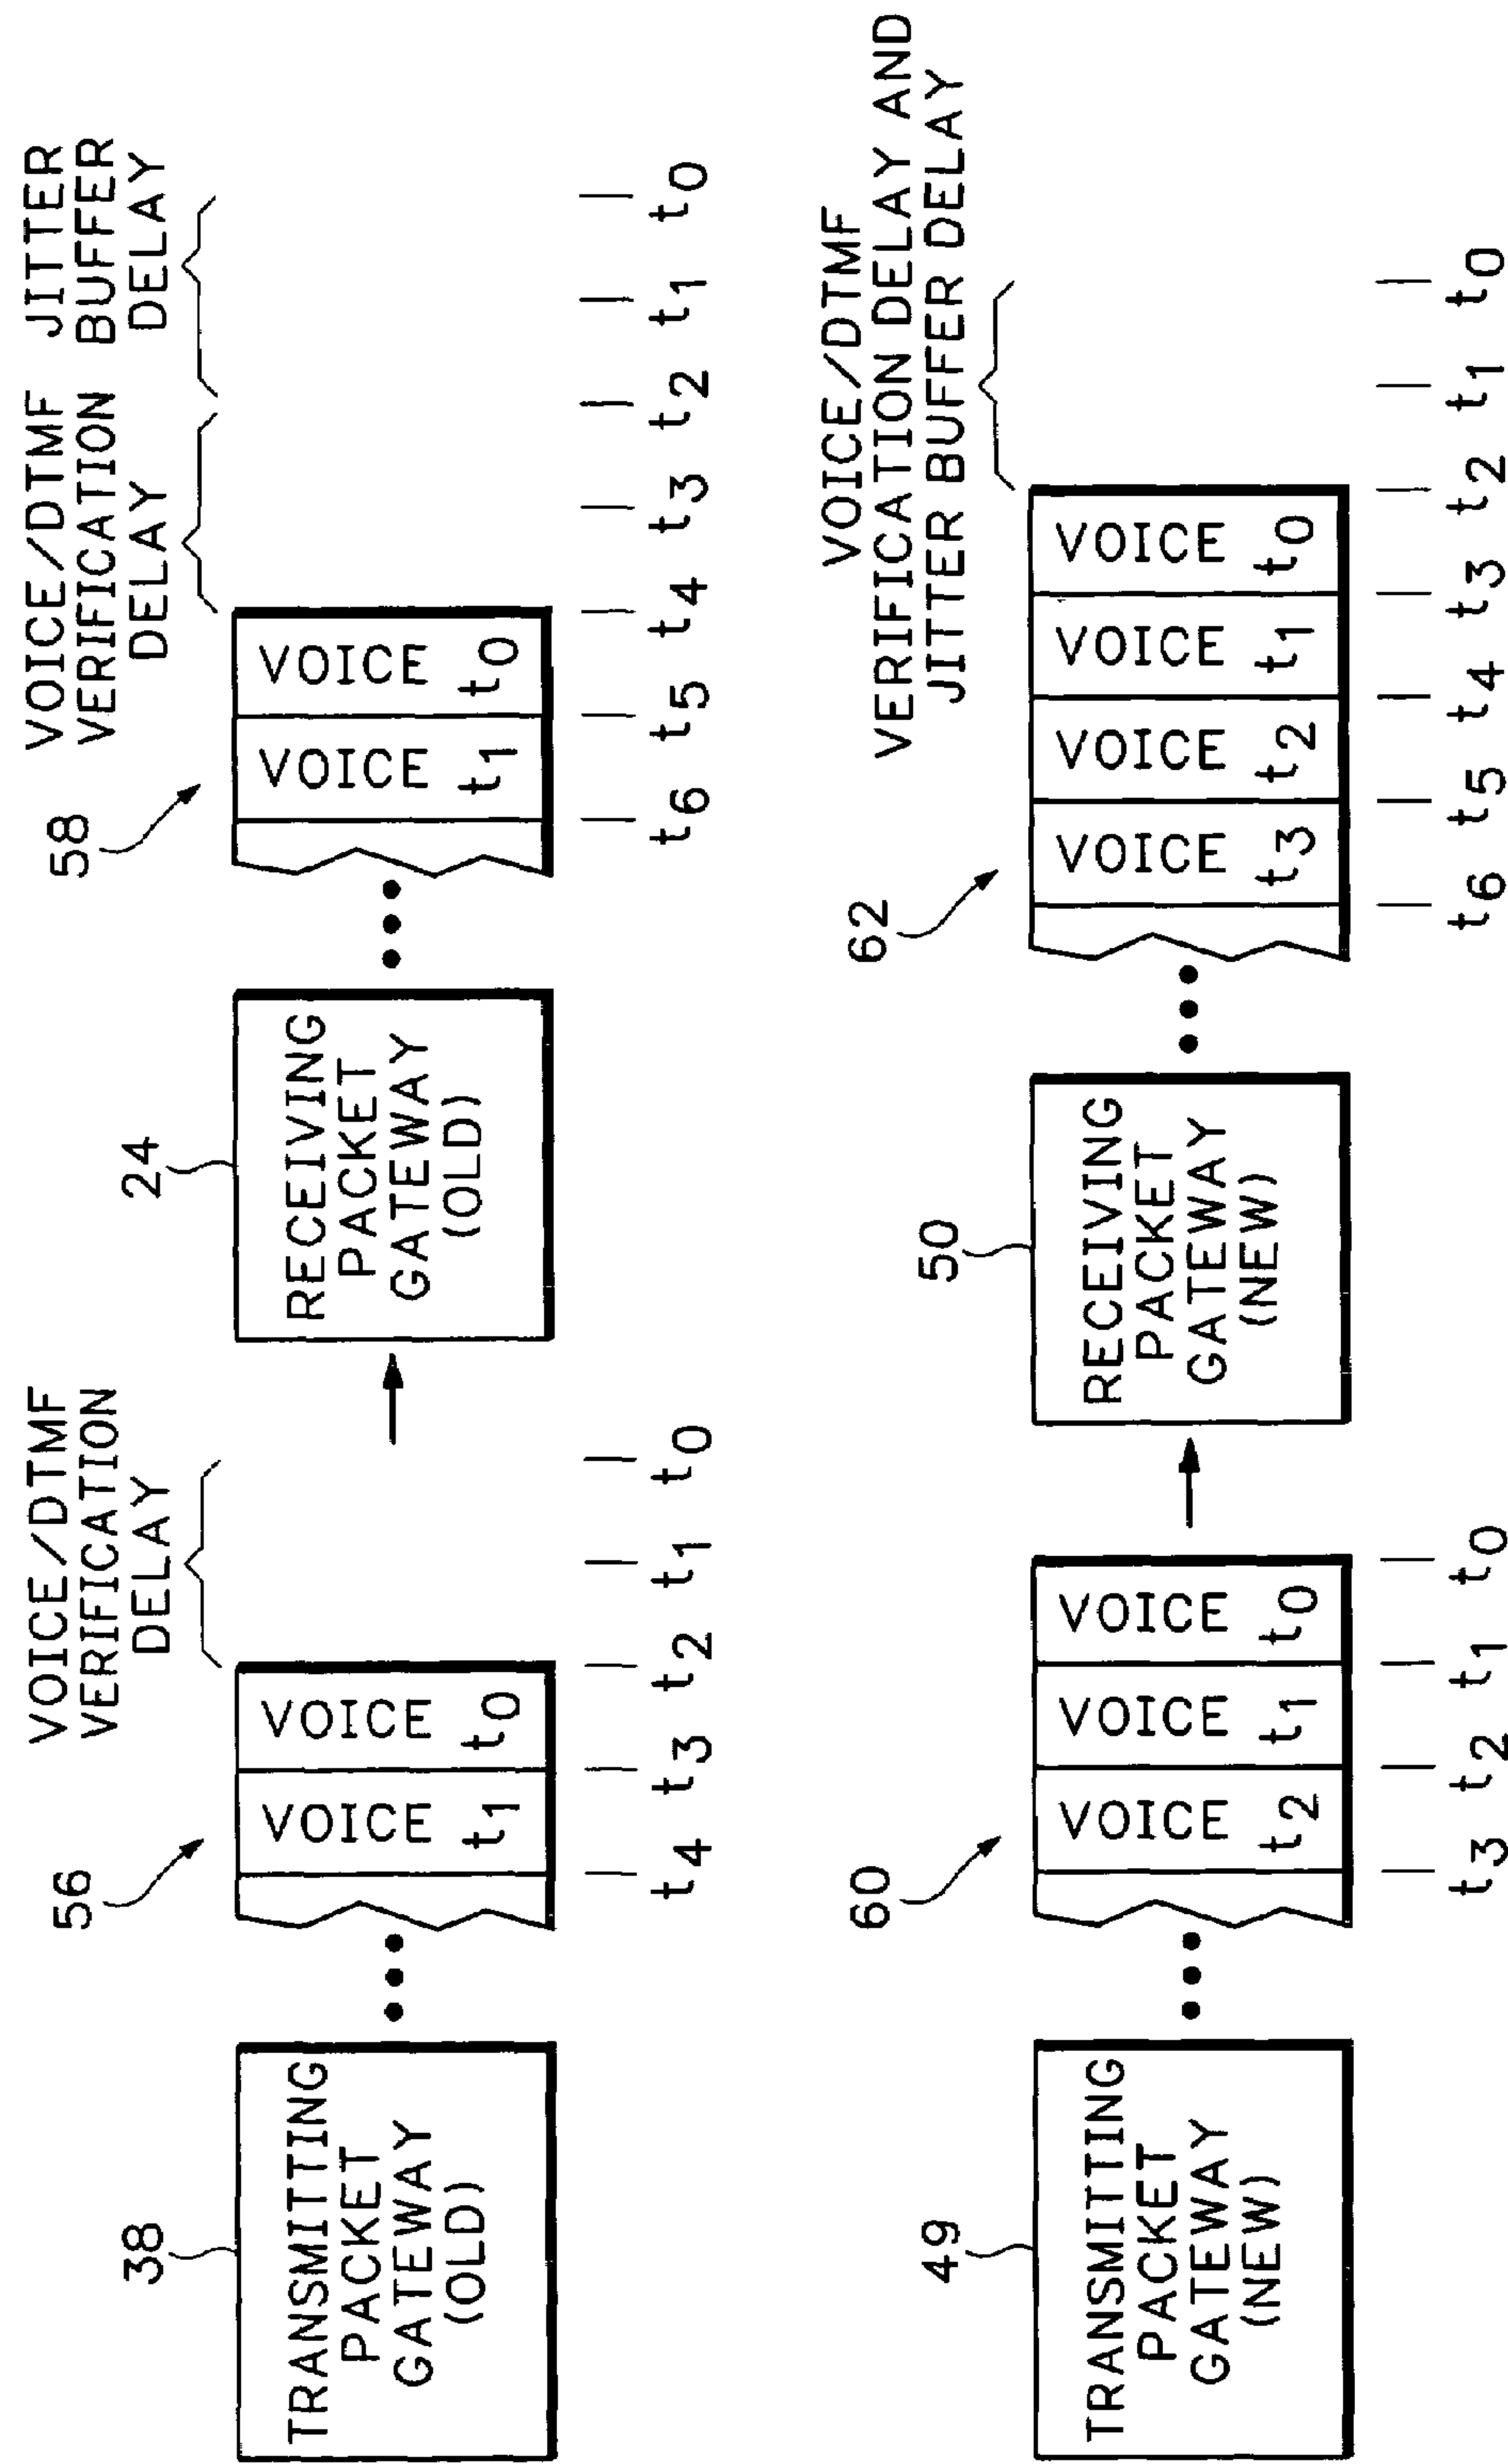 VOICE/DTMF
VERIFICATION
DELAY
VOICE/DTMF
VERIFICATION
DELAY
JITTER
BUFFER
DELAY
38
56
24
58
TRANSMITTING
PACKET
GATEWAY
(OLD)
VOICE t1
VOICE t0
RECEIVING
PACKET
GATEWAY
(OLD)
VOICE t1
VOICE t0
t4 t3 t2 t1 t0
t6 t5 t4 t3 t2 t1 t0
VOICE/DTMF
VERIFICATION DELAY AND
JITTER BUFFER DELAY
49
60
50
62
TRANSMITTING
PACKET
GATEWAY
(NEW)
VOICE t2
VOICE t1
VOICE t0
RECEIVING
PACKET
GATEWAY
(NEW)
VOICE t3
VOICE t2
VOICE t1
VOICE t0
t3 t2 t1 t0
t6 t5 t4 t3 t2 t1 t0